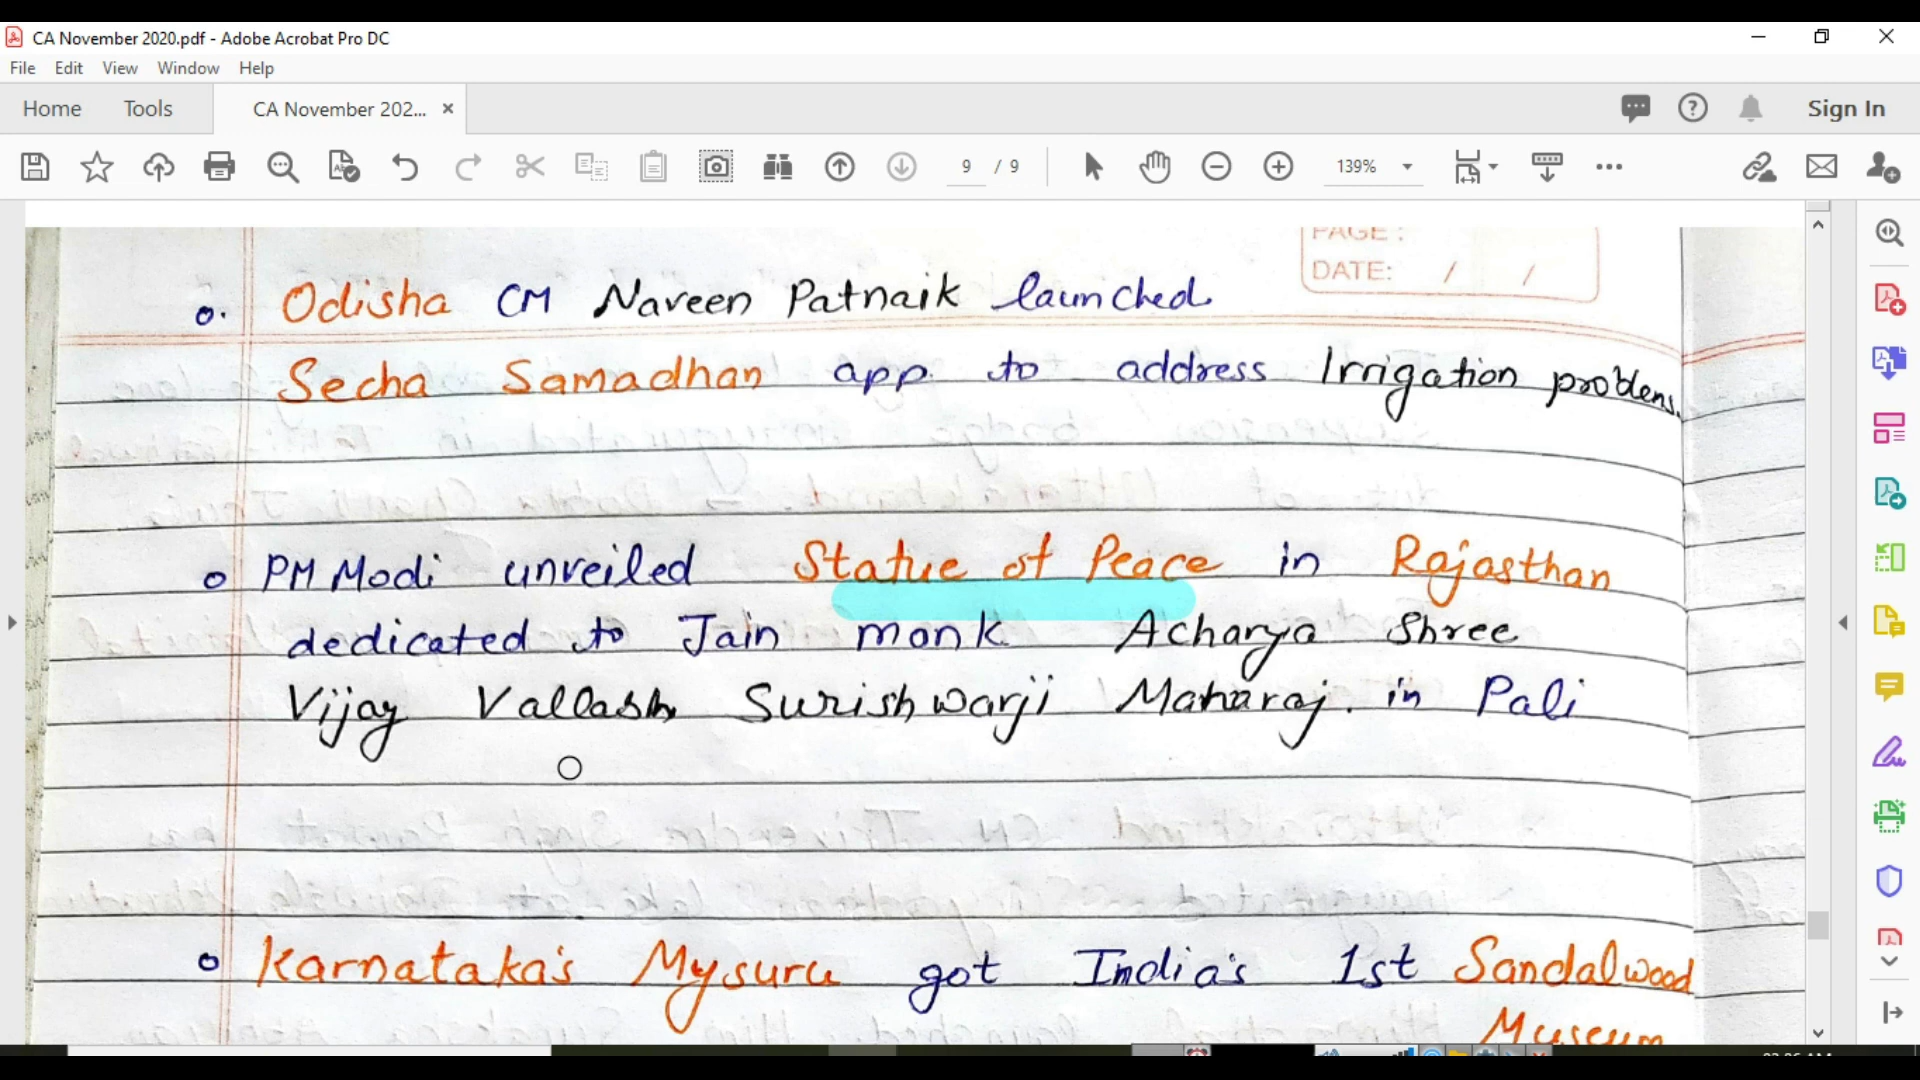 CA November 2020.pdf - Adobe Acrobat Pro DC
File Edit View Window Help
Home Tools CA November 202... × Sign In
9 / 9 139%
PAGE :
DATE: / /
o. Odisha CM Naveen Patnaik launched
Secha Samadhan app. to address Irrigation problems.
o PM Modi unveiled Statue of Peace in Rajasthan
dedicated to Jain monk Acharya Shree
Vijay Vallabh Surishwarji Maharaj. in Pali
o Karnataka's Mysuru got India's 1st Sandalwood
Museum